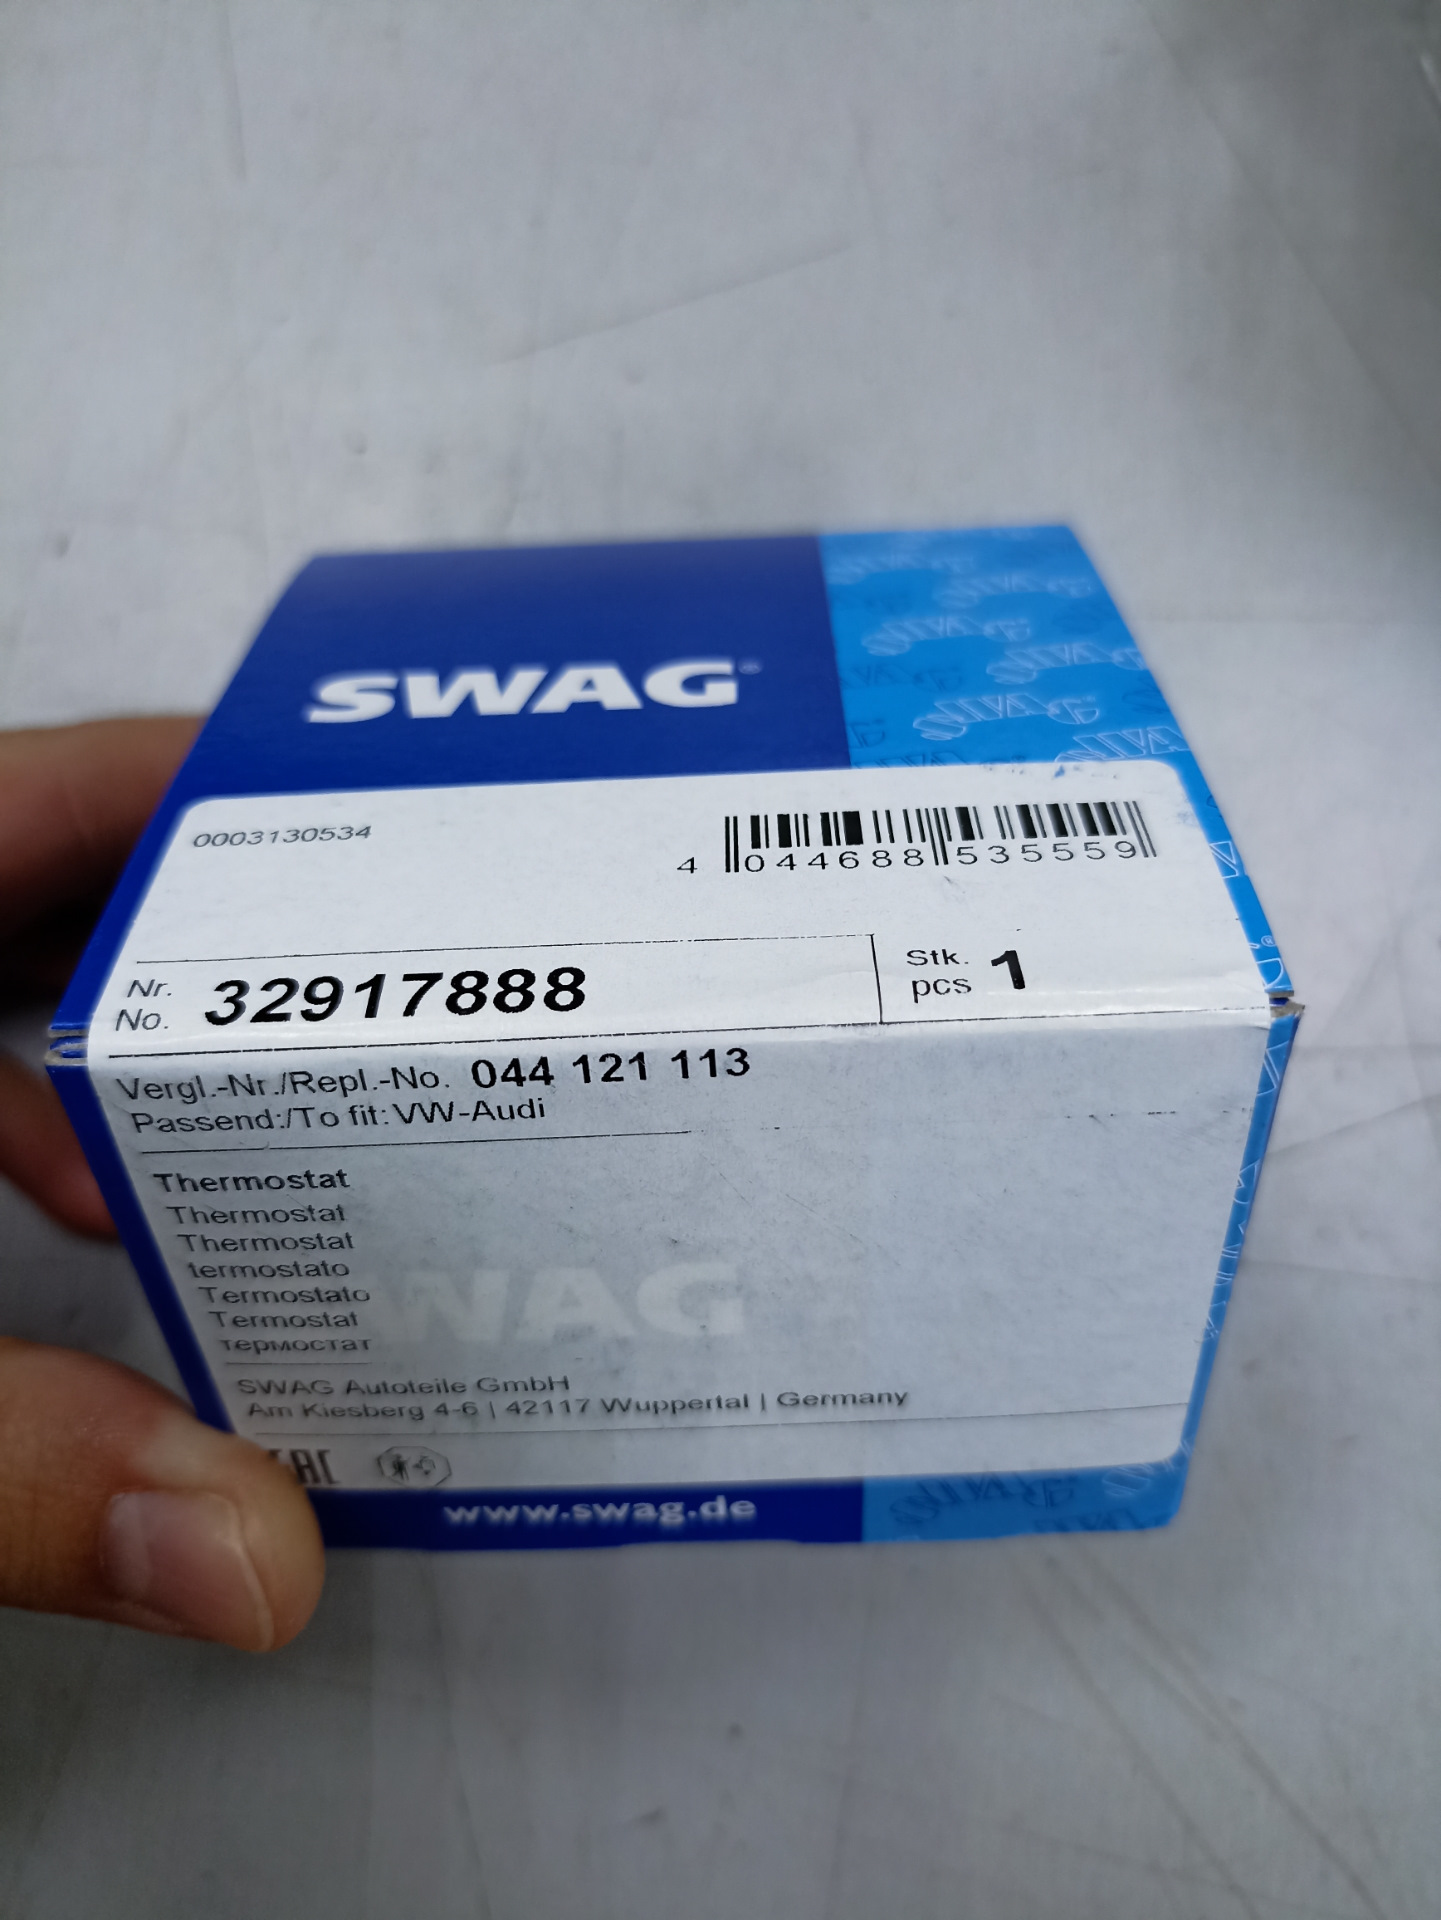 SWAG®
0003130534
4 044688 535559
Nr.
No. 32917888
Stk.
pcs 1
Vergl.-Nr./Repl.-No. 044 121 113
Passend:/To fit: VW-Audi
Thermostat
Thermostat
Thermostat
termostato
Termostato
Termostat
термостат
SWAG Autoteile GmbH
Am Kiesberg 4-6 | 42117 Wuppertal | Germany
www.swag.de